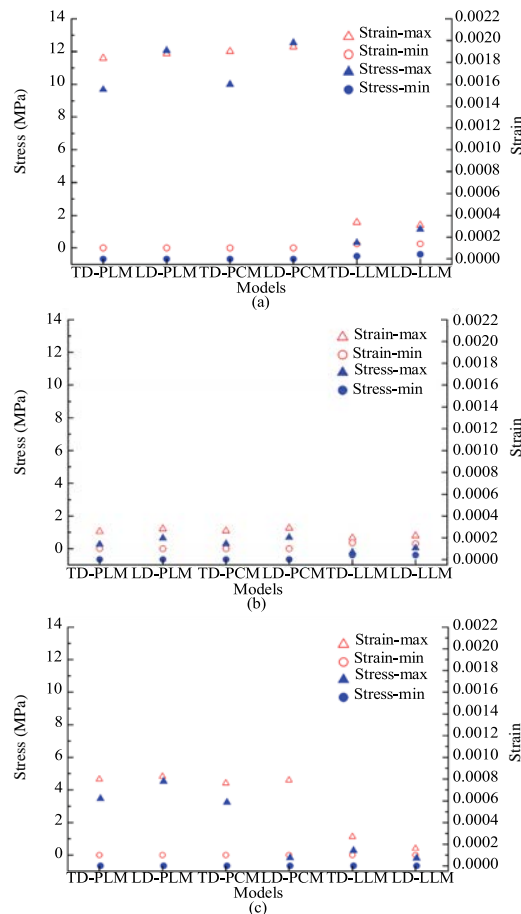 14
12
10
8
6
4
2
0
Stress (MPa)
Strain-max
Strain-min
Stress-max
Stress-min
0.0022
0.0020
0.0018
0.0016
0.0014
0.0012
0.0010
0.0008
0.0006
0.0004
0.0002
0.0000
Strain
TD-PLM LD-PLM TD-PCM LD-PCM TD-LLM LD-LLM
Models
(a)
14
12
10
8
6
4
2
0
Stress (MPa)
Strain-max
Strain-min
Stress-max
Stress-min
0.0022
0.0020
0.0018
0.0016
0.0014
0.0012
0.0010
0.0008
0.0006
0.0004
0.0002
0.0000
Strain
TD-PLM LD-PLM TD-PCM LD-PCM TD-LLM LD-LLM
Models
(b)
14
12
10
8
6
4
2
0
Stress (MPa)
Strain-max
Strain-min
Stress-max
Stress-min
0.0022
0.0020
0.0018
0.0016
0.0014
0.0012
0.0010
0.0008
0.0006
0.0004
0.0002
0.0000
Strain
TD-PLM LD-PLM TD-PCM LD-PCM TD-LLM LD-LLM
Models
(c)